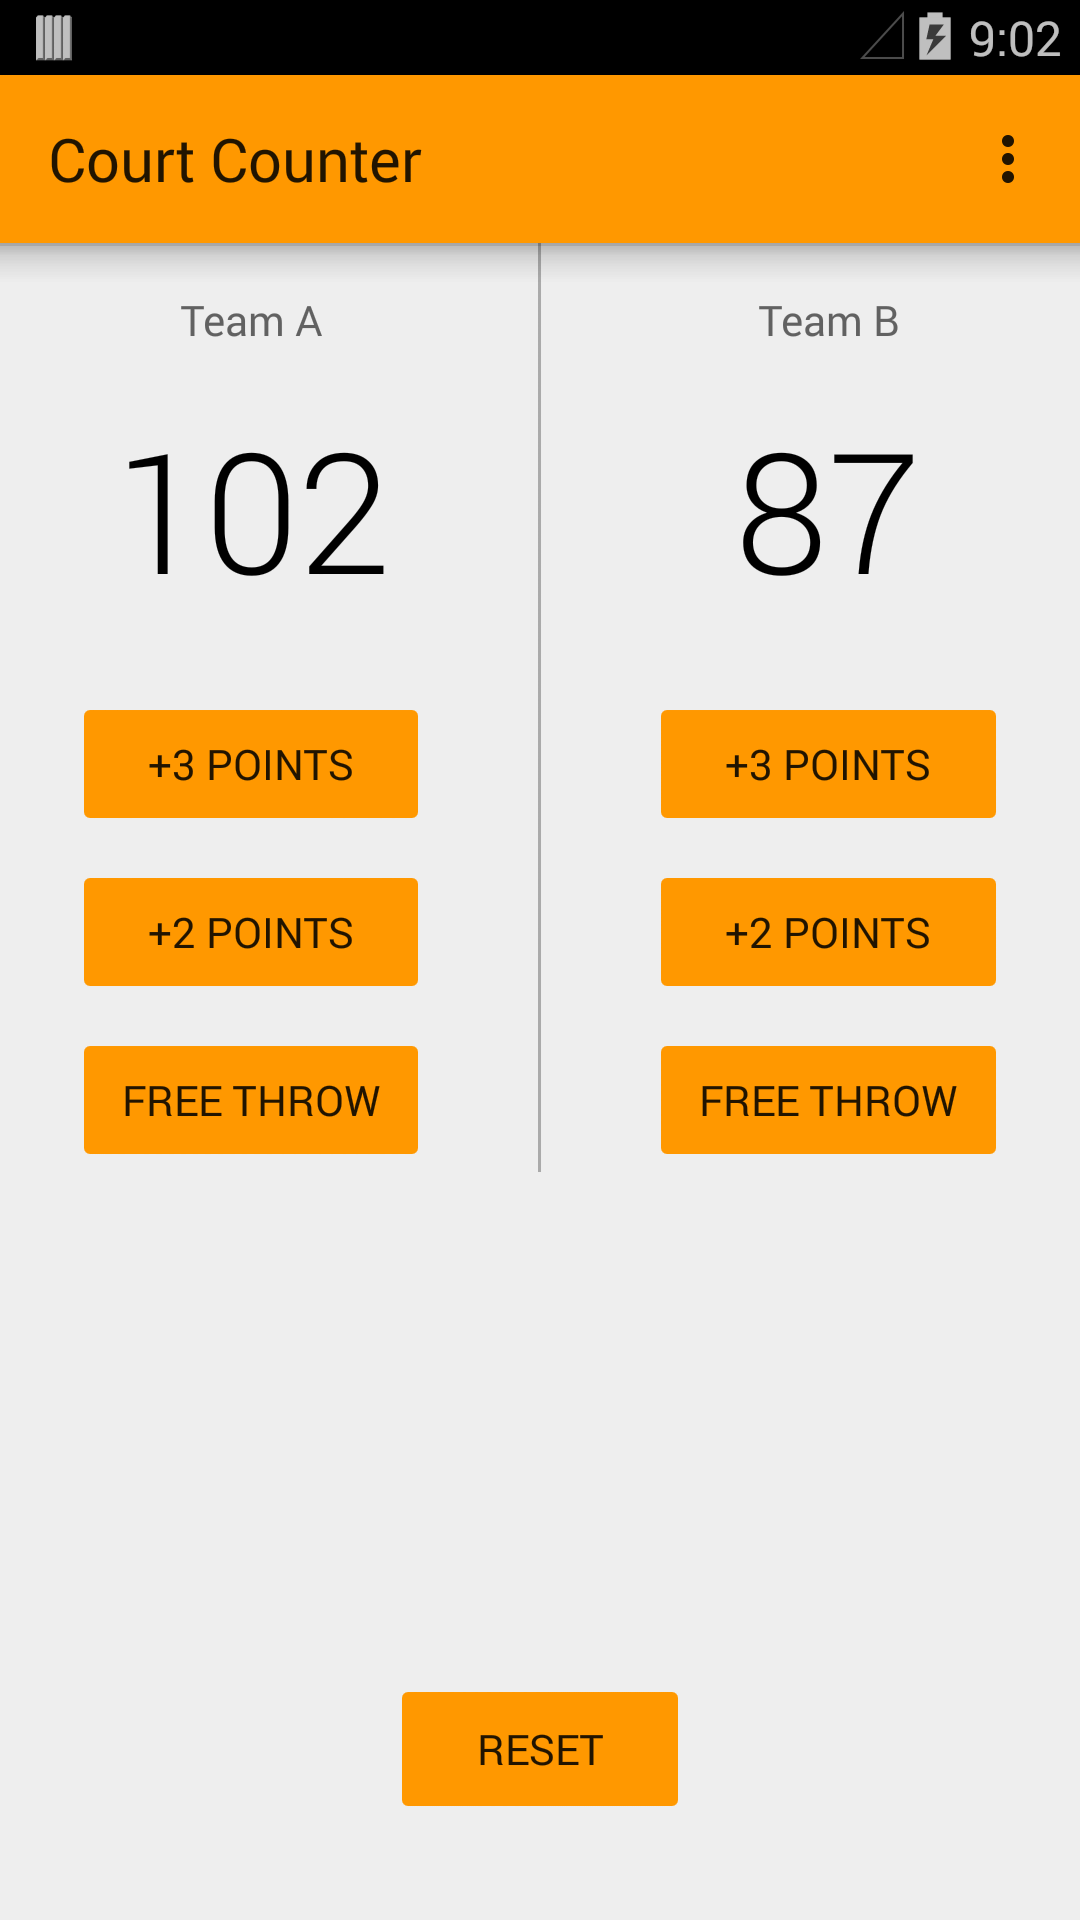 9:02
Court Counter
Team A
Team B
102
87
+3 POINTS
+3 POINTS
+2 POINTS
+2 POINTS
FREE THROW
FREE THROW
RESET